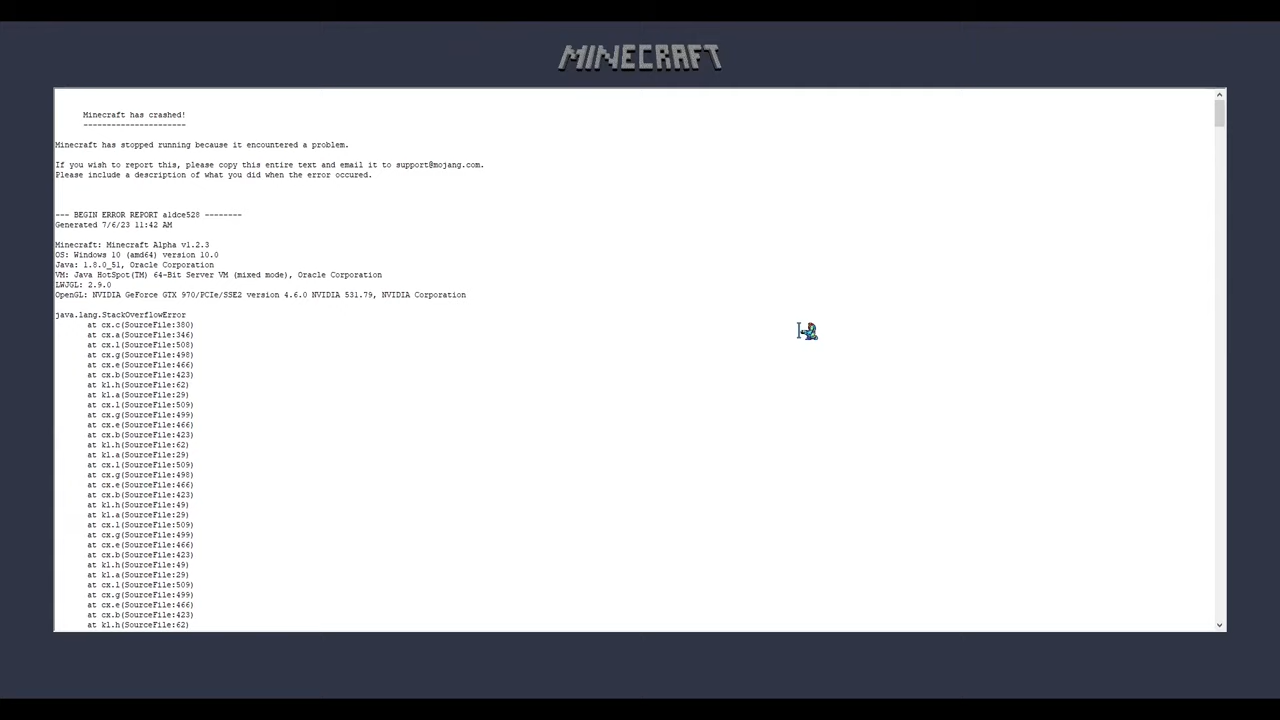 MINECRAFT
Minecraft has crashed!
----------------------
Minecraft has stopped running because it encountered a problem.
If you wish to report this, please copy this entire text and email it to support@mojang.com.
Please include a description of what you did when the error occured.
--- BEGIN ERROR REPORT a1dce528 --------
Generated 7/6/23 11:42 AM
Minecraft: Minecraft Alpha v1.2.3
OS: Windows 10 (amd64) version 10.0
Java: 1.8.0_51, Oracle Corporation
VM: Java HotSpot(TM) 64-Bit Server VM (mixed mode), Oracle Corporation
LWJGL: 2.9.0
OpenGL: NVIDIA GeForce GTX 970/PCIe/SSE2 version 4.6.0 NVIDIA 531.79, NVIDIA Corporation
java.lang.StackOverflowError
at cx.c(SourceFile:380)
at cx.a(SourceFile:346)
at cx.l(SourceFile:508)
at cx.g(SourceFile:498)
at cx.e(SourceFile:466)
at cx.b(SourceFile:423)
at kl.h(SourceFile:62)
at kl.a(SourceFile:29)
at cx.l(SourceFile:509)
at cx.g(SourceFile:499)
at cx.e(SourceFile:466)
at cx.b(SourceFile:423)
at kl.h(SourceFile:62)
at kl.a(SourceFile:29)
at cx.l(SourceFile:509)
at cx.g(SourceFile:498)
at cx.e(SourceFile:466)
at cx.b(SourceFile:423)
at kl.h(SourceFile:49)
at kl.a(SourceFile:29)
at cx.l(SourceFile:509)
at cx.g(SourceFile:499)
at cx.e(SourceFile:466)
at cx.b(SourceFile:423)
at kl.h(SourceFile:49)
at kl.a(SourceFile:29)
at cx.l(SourceFile:509)
at cx.g(SourceFile:499)
at cx.e(SourceFile:466)
at cx.b(SourceFile:423)
at kl.h(SourceFile:62)